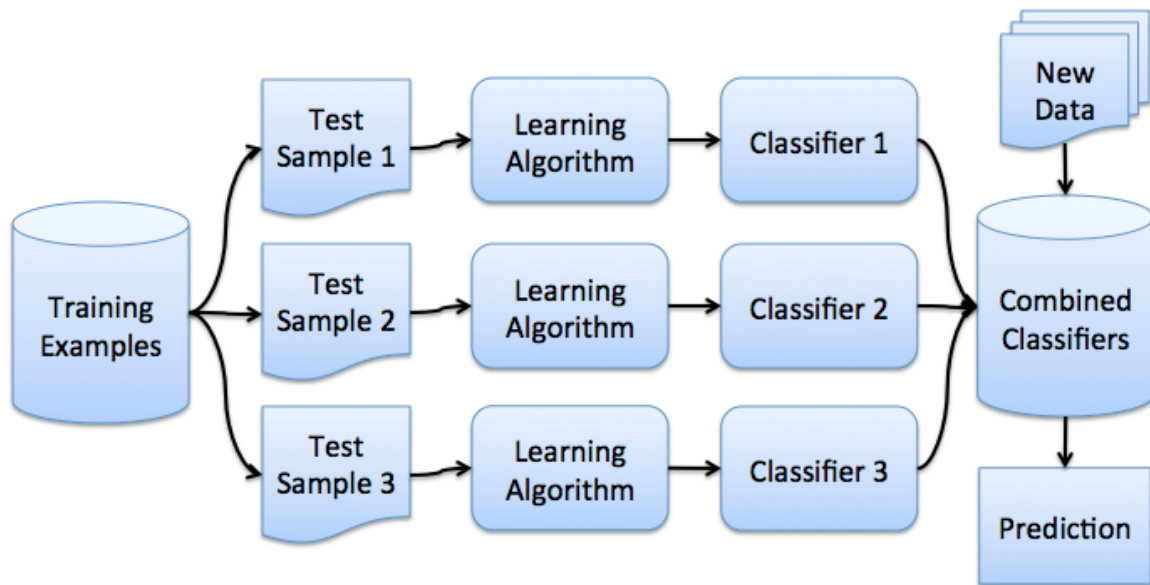 Training
Examples
Test
Sample 1
Learning
Algorithm
Classifier 1
Test
Sample 2
Learning
Algorithm
Classifier 2
Test
Sample 3
Learning
Algorithm
Classifier 3
New
Data
Combined
Classifiers
Prediction